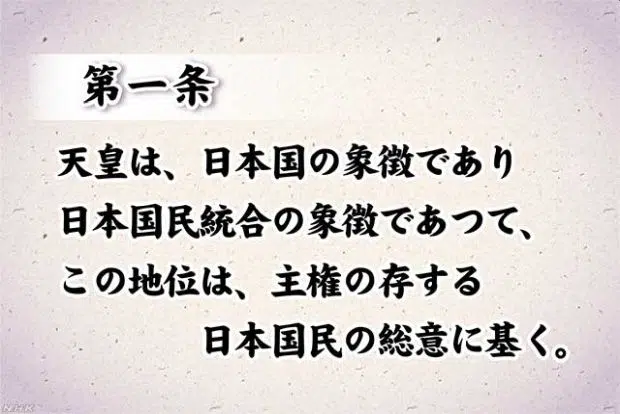 第一条
天皇は、日本国の象徴であり
日本国民統合の象徴であつて、
この地位は、主権の存する
日本国民の総意に基く。
NHK